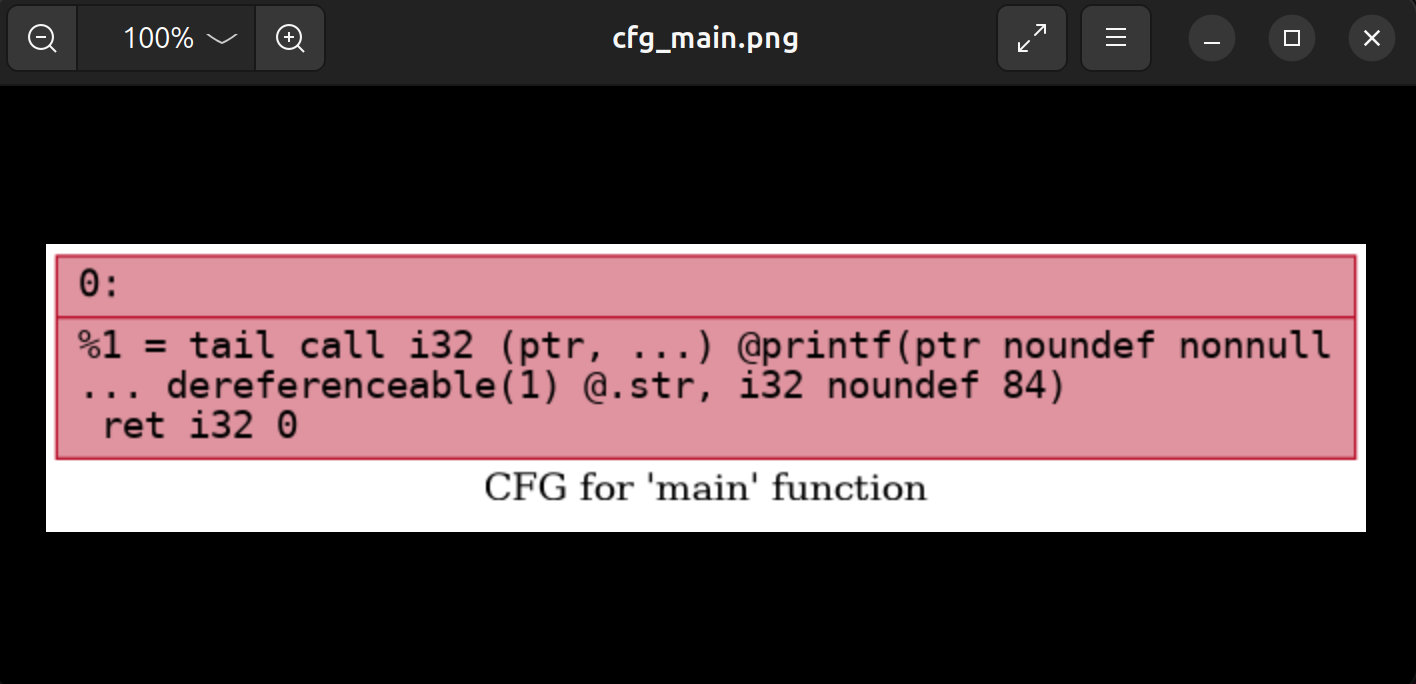 100%
cfg_main.png
0:
%1 = tail call i32 (ptr, ...) @printf(ptr noundef nonnull
... dereferenceable(1) @.str, i32 noundef 84)
ret i32 0
CFG for 'main' function